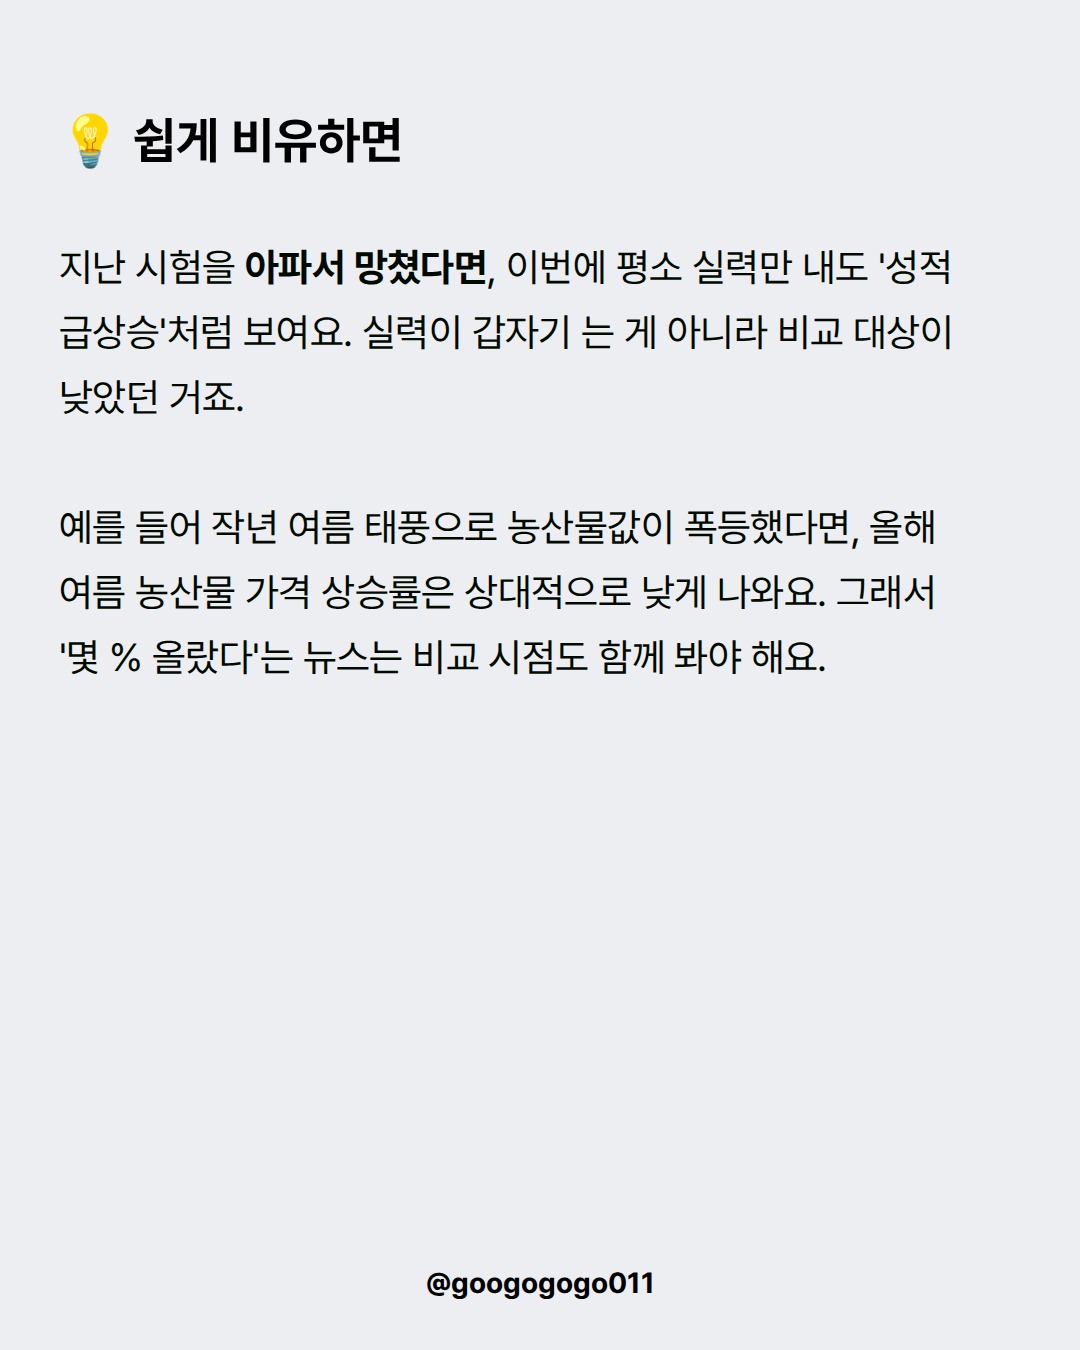 💡 쉽게 비유하면
지난 시험을 아파서 망쳤다면, 이번에 평소 실력만 내도 '성적
급상승'처럼 보여요. 실력이 갑자기 는 게 아니라 비교 대상이
낮았던 거죠.
예를 들어 작년 여름 태풍으로 농산물값이 폭등했다면, 올해
여름 농산물 가격 상승률은 상대적으로 낮게 나와요. 그래서
'몇 % 올랐다'는 뉴스는 비교 시점도 함께 봐야 해요.
@googogogo011